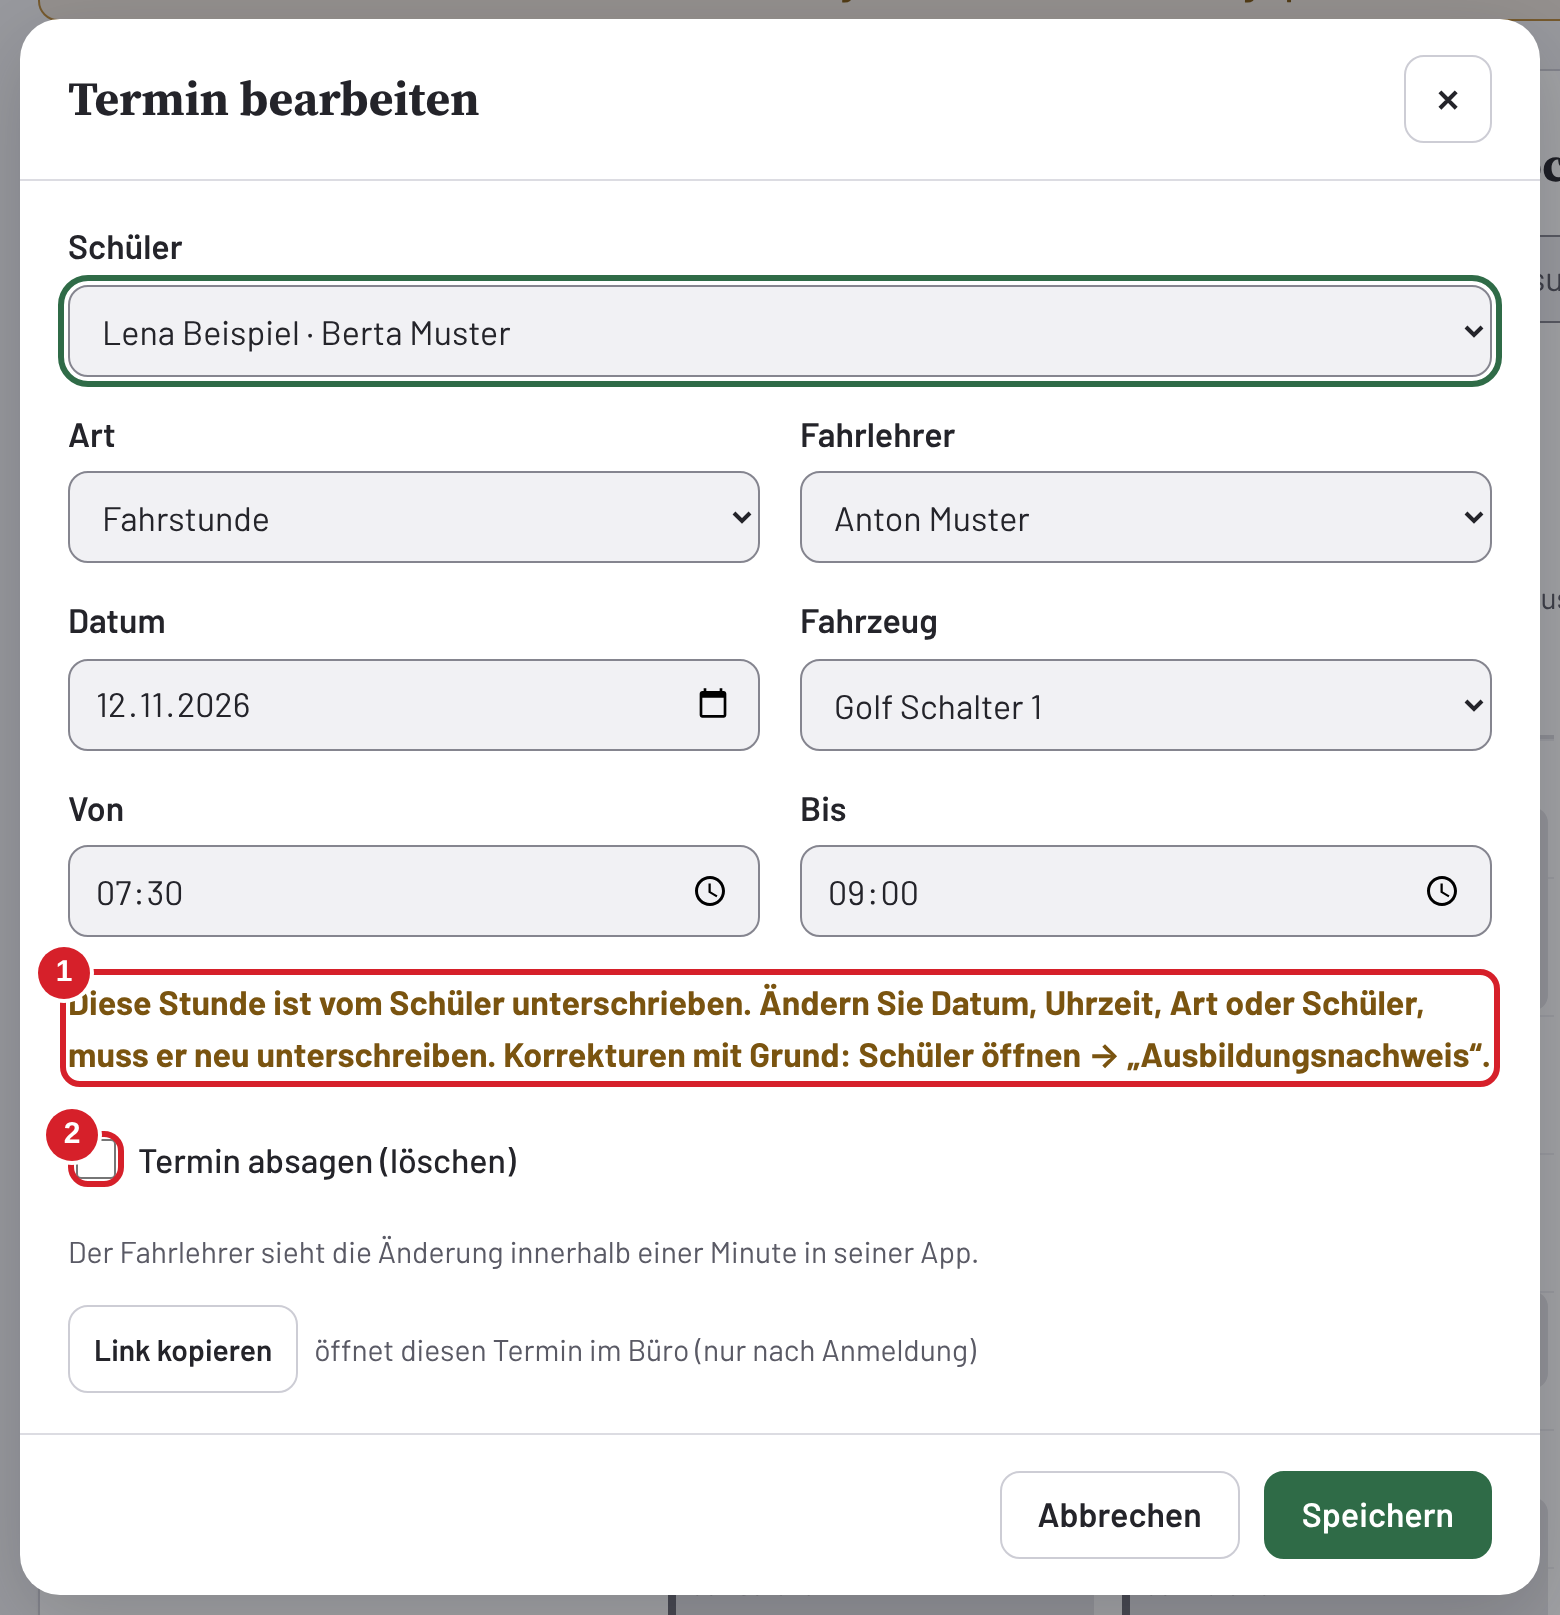 Termin bearbeiten
×
Schüler
Lena Beispiel · Berta Muster
Art
Fahrlehrer
Fahrstunde
Anton Muster
Datum
Fahrzeug
12.11.2026
Golf Schalter 1
Von
Bis
07:30
09:00
1
Diese Stunde ist vom Schüler unterschrieben. Ändern Sie Datum, Uhrzeit, Art oder Schüler,
muss er neu unterschreiben. Korrekturen mit Grund: Schüler öffnen → „Ausbildungsnachweis“.
2
Termin absagen (löschen)
Der Fahrlehrer sieht die Änderung innerhalb einer Minute in seiner App.
Link kopieren
öffnet diesen Termin im Büro (nur nach Anmeldung)
Abbrechen
Speichern